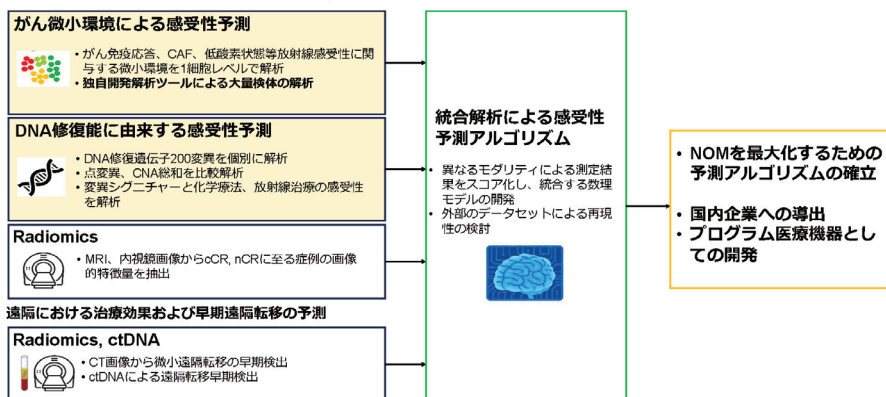 がん微小環境による感受性予測
• がん免疫応答、CAF、低酸素状態等放射線感受性に関
与する微小環境を1細胞レベルで解析
• 独自開発解析ツールによる大量検体の解析
DNA修復能に由来する感受性予測
• DNA修復遺伝子200変異を個別に解析
• 点変異、CNA総和を比較解析
• 変異シグニチャーと化学療法、放射線治療の感受性
を解析
Radiomics
• MRI、内視鏡画像からcCR, nCRに至る症例の画像
的特徴量を抽出
遠隔における治療効果および早期遠隔転移の予測
Radiomics, ctDNA
• CT画像から微小遠隔転移の早期検出
• ctDNAによる遠隔転移早期検出
統合解析による感受性
予測アルゴリズム
• 異なるモダリティによる測定結
果をスコア化し、統合する数理
モデルの開発
• 外部のデータセットによる再現
性の検討
• NOMを最大化するための
予測アルゴリズムの確立
• 国内企業への導出
• プログラム医療機器とし
ての開発